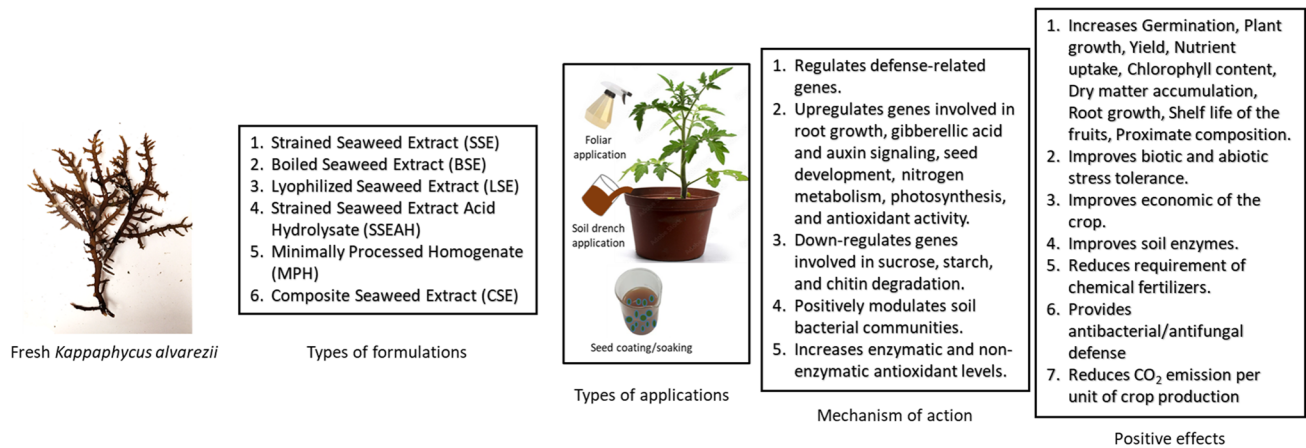 Fresh Kappaphycus alvarezii
1. Strained Seaweed Extract (SSE)
2. Boiled Seaweed Extract (BSE)
3. Lyophilized Seaweed Extract (LSE)
4. Strained Seaweed Extract Acid
Hydrolysate (SSEAH)
5. Minimally Processed Homogenate
(MPH)
6. Composite Seaweed Extract (CSE)
Types of formulations
Foliar
application
Soil drench
application
Seed coating/soaking
Types of applications
1. Regulates defense-related
genes.
2. Upregulates genes involved in
root growth, gibberellic acid
and auxin signaling, seed
development, nitrogen
metabolism, photosynthesis,
and antioxidant activity.
3. Down-regulates genes
involved in sucrose, starch,
and chitin degradation.
4. Positively modulates soil
bacterial communities.
5. Increases enzymatic and non-
enzymatic antioxidant levels.
Mechanism of action
1. Increases Germination, Plant
growth, Yield, Nutrient
uptake, Chlorophyll content,
Dry matter accumulation,
Root growth, Shelf life of the
fruits, Proximate composition.
2. Improves biotic and abiotic
stress tolerance.
3. Improves economic of the
crop.
4. Improves soil enzymes.
5. Reduces requirement of
chemical fertilizers.
6. Provides
antibacterial/antifungal
defense
7. Reduces CO₂ emission per
unit of crop production
Positive effects